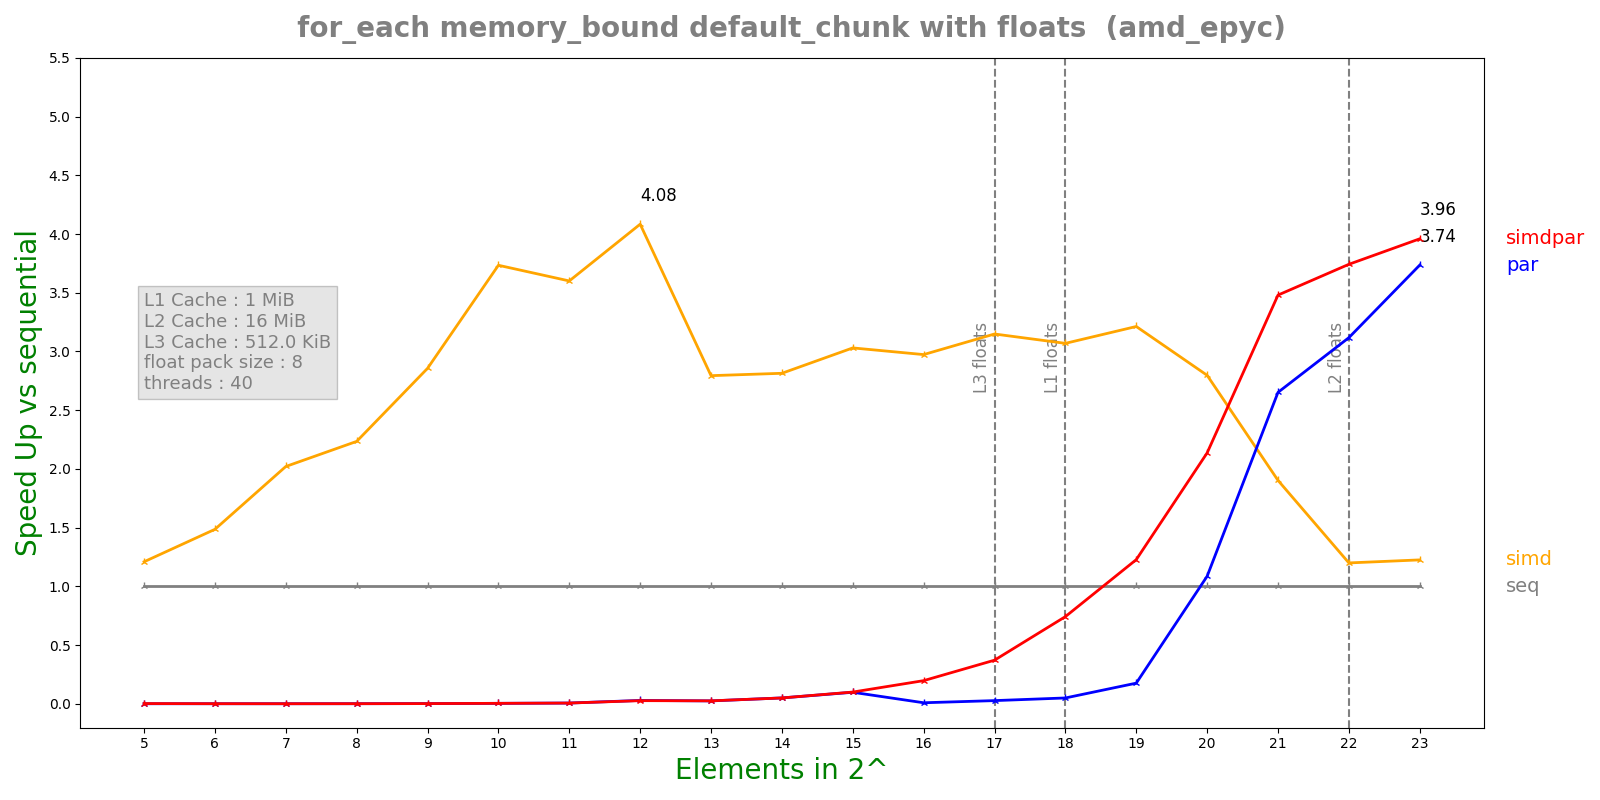 for_each memory_bound default_chunk with floats (amd_epyc)
Speed Up vs sequential
5.5
5.0
4.5
4.0
3.5
3.0
2.5
2.0
1.5
1.0
0.5
0.0
4.08
3.96
3.74
simdpar
par
simd
seq
L1 Cache : 1 MiB
L2 Cache : 16 MiB
L3 Cache : 512.0 KiB
float pack size : 8
threads : 40
L3 floats
L1 floats
L2 floats
5 6 7 8 9 10 11 12 13 14 15 16 17 18 19 20 21 22 23
Elements in 2^